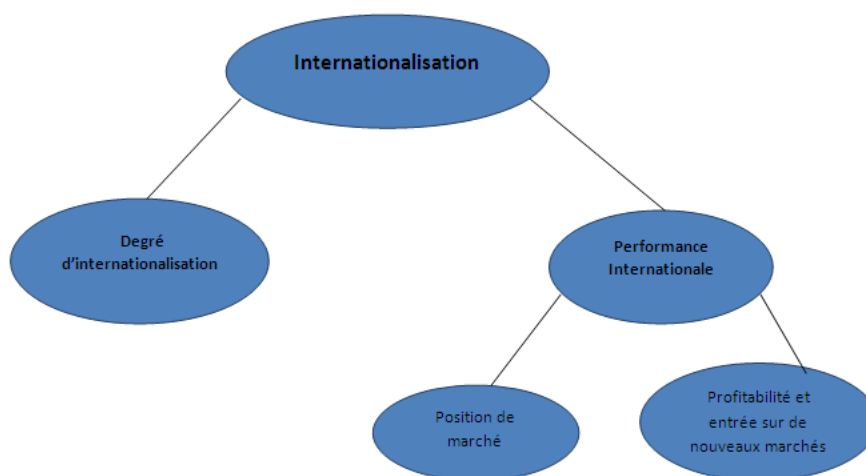 Internationalisation
Degré
d'internationalisation
Performance
Internationale
Position de
marché
Profitabilité et
entrée sur de
nouveaux marchés